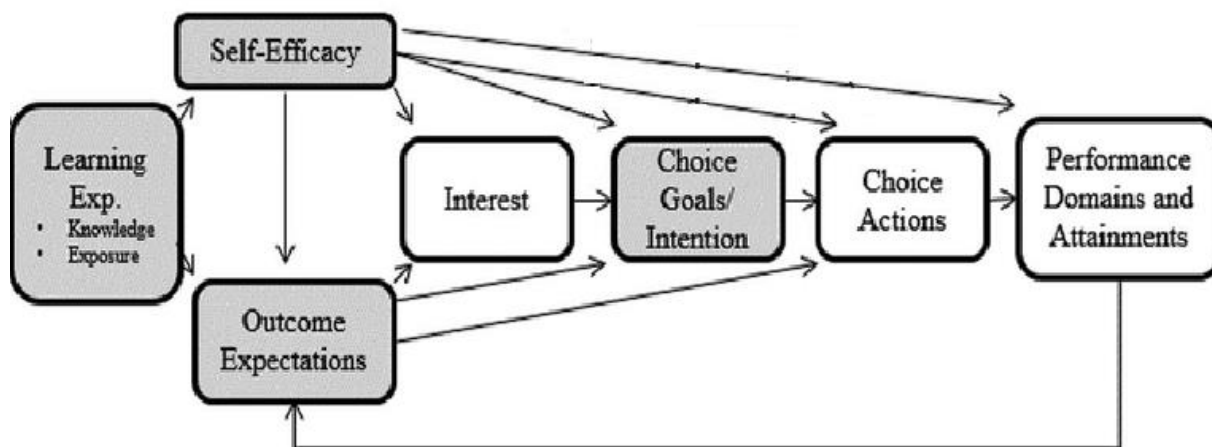 Self-Efficacy
Learning
Exp.
• Knowledge
• Exposure
Interest
Choice
Goals/
Intention
Choice
Actions
Performance
Domains and
Attainments
Outcome
Expectations